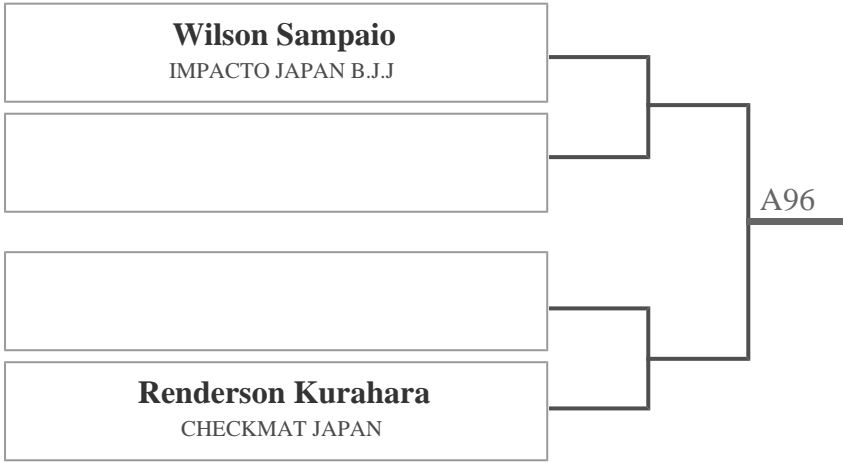 Wilson Sampaio
IMPACTO JAPAN B.J.J
A96
Renderson Kurahara
CHECKMAT JAPAN